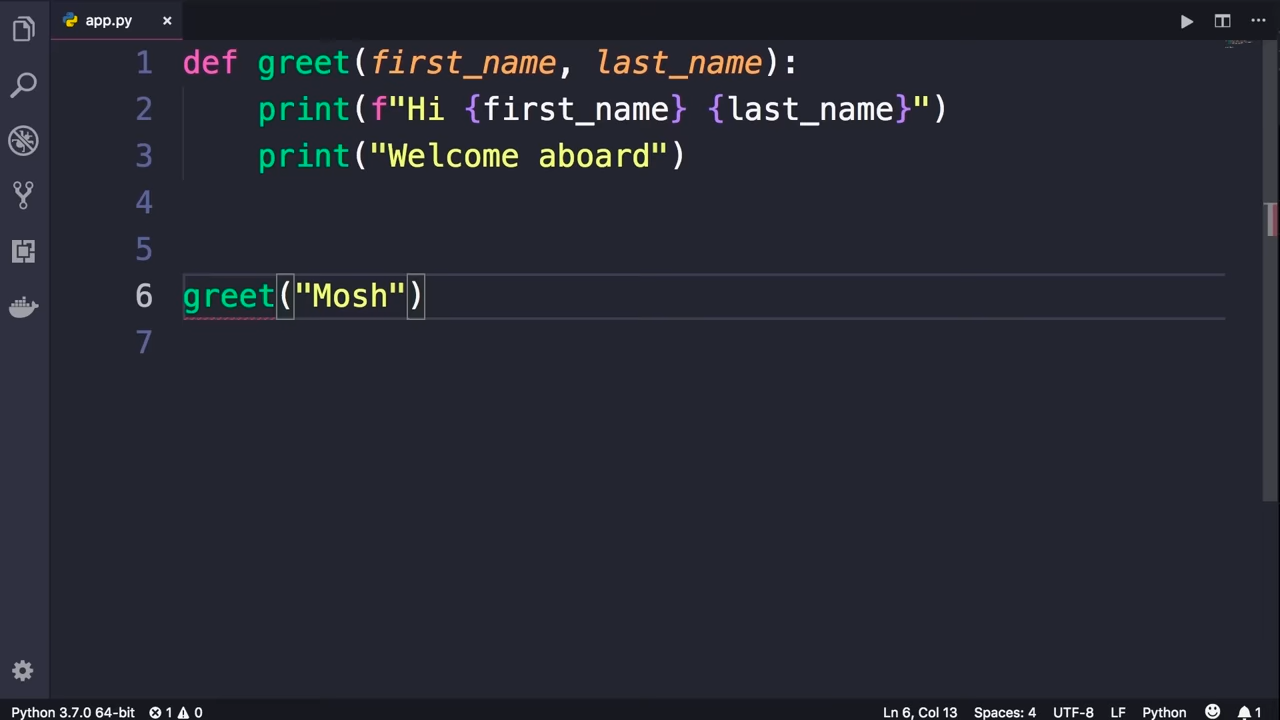 app.py
1 def greet(first_name, last_name):
2     print(f"Hi {first_name} {last_name}")
3     print("Welcome aboard")
4
5
6 greet("Mosh")
7
Python 3.7.0 64-bit 1 0 Ln 6, Col 13 Spaces: 4 UTF-8 LF Python 1